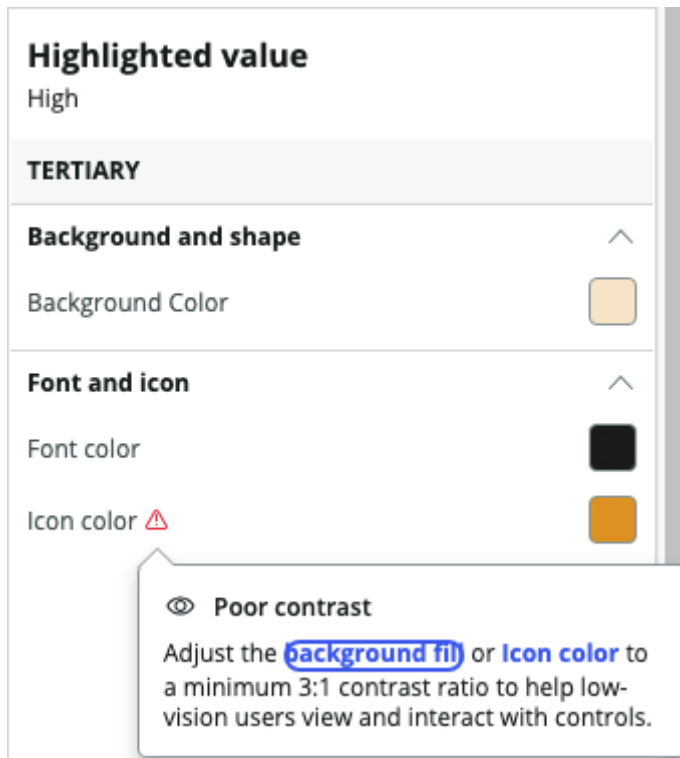 Highlighted value
High
TERTIARY
Background and shape
Background Color
Font and icon
Font color
Icon color
Poor contrast
Adjust the background fill or Icon color to
a minimum 3:1 contrast ratio to help low-
vision users view and interact with controls.